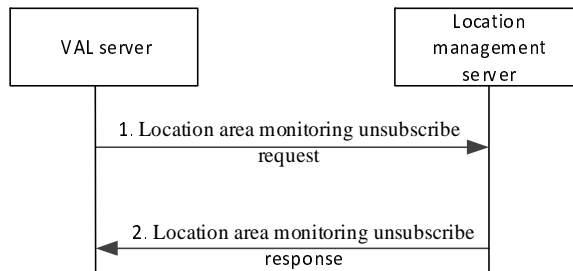 VAL server
Location
management
server
1. Location area monitoring unsubscribe
request
2. Location area monitoring unsubscribe
response